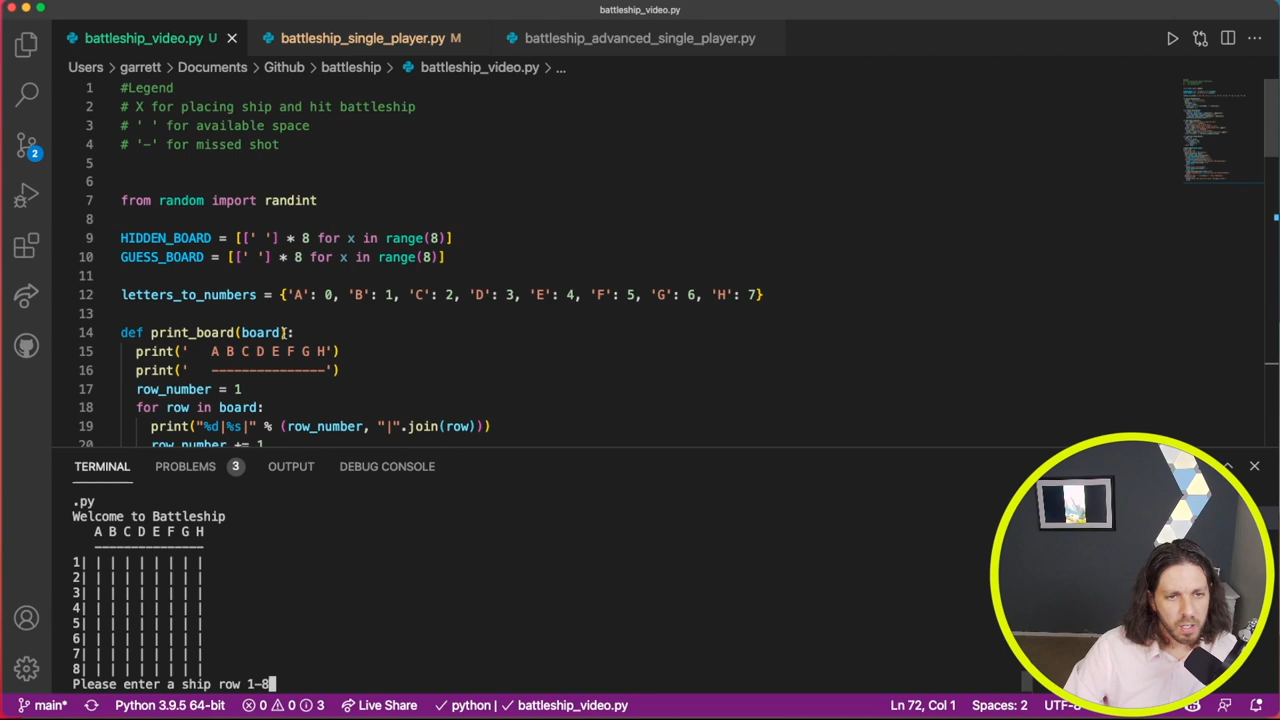 battleship_video.py
battleship_video.py U
battleship_single_player.py M
battleship_advanced_single_player.py
Users > garrett > Documents > Github > battleship > battleship_video.py > ...
1 #Legend
2 # X for placing ship and hit battleship
3 # ' ' for available space
4 # '-' for missed shot
5
6
7 from random import randint
8
9 HIDDEN_BOARD = [[' '] * 8 for x in range(8)]
10 GUESS_BOARD = [[' '] * 8 for x in range(8)]
11
12 letters_to_numbers = {'A': 0, 'B': 1, 'C': 2, 'D': 3, 'E': 4, 'F': 5, 'G': 6, 'H': 7}
13
14 def print_board(board):
15 print('   A B C D E F G H')
16 print('   ---------------')
17 row_number = 1
18 for row in board:
19 print("%d|%s|" % (row_number, "|".join(row)))
20 row_number += 1
2
TERMINAL PROBLEMS 3 OUTPUT DEBUG CONSOLE
.py
Welcome to Battleship
A B C D E F G H
---------------
1| | | | | | | | |
2| | | | | | | | |
3| | | | | | | | |
4| | | | | | | | |
5| | | | | | | | |
6| | | | | | | | |
7| | | | | | | | |
8| | | | | | | | |
Please enter a ship row 1-8
main* Python 3.9.5 64-bit 0 0 3 Live Share python | battleship_video.py Ln 72, Col 1 Spaces: 2